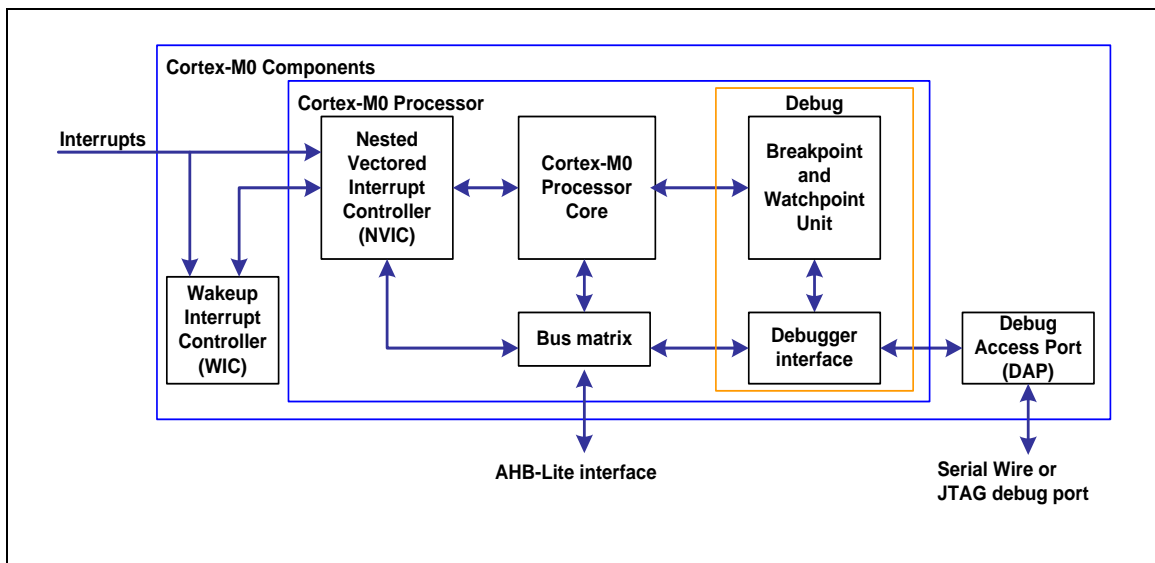 Cortex-M0 Components
Cortex-M0 Processor
Debug
Interrupts
Nested
Vectored
Interrupt
Controller
(NVIC)
Cortex-M0
Processor
Core
Breakpoint
and
Watchpoint
Unit
Wakeup
Interrupt
Controller
(WIC)
Bus matrix
Debugger
interface
Debug
Access Port
(DAP)
AHB-Lite interface
Serial Wire or
JTAG debug port